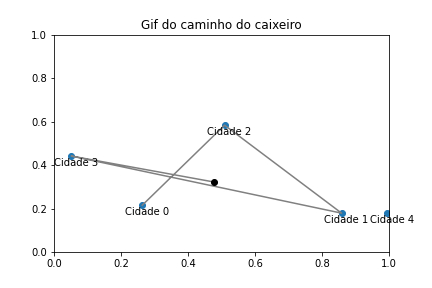 Gif do caminho do caixeiro
1.0
0.8
0.6
Cidade 2
0.4
Cidade 3
0.2
Cidade 0
Cidade 1 Cidade 4
0.0
0.0 0.2 0.4 0.6 0.8 1.0